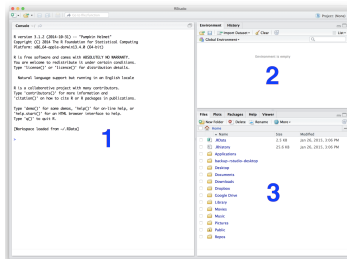 RStudio
Project: (None)
Console ~/
R version 3.1.2 (2014-10-31) -- "Pumpkin Helmet"
Copyright (C) 2014 The R Foundation for Statistical Computing
Platform: x86_64-apple-darwin13.4.0 (64-bit)
R is free software and comes with ABSOLUTELY NO WARRANTY.
You are welcome to redistribute it under certain conditions.
Type 'license()' or 'licence()' for distribution details.
Natural language support but running in an English locale
R is a collaborative project with many contributors.
Type 'contributors()' for more information and
'citation()' on how to cite R or R packages in publications.
Type 'demo()' for some demos, 'help()' for on-line help, or
'help.start()' for an HTML browser interface to help.
Type 'q()' to quit R.
[Workspace loaded from ~/.RData]
>
1
Environment History
Import Dataset Clear List
Global Environment
Environment is empty
2
Files Plots Packages Help Viewer
New Folder Delete Rename More
Home
Name Size Modified
.RData
.Rhistory
Applications
Desktop
Documents
Downloads
Dropbox
Google Drive
Library
Movies
Music
Pictures
Public
Repos
3